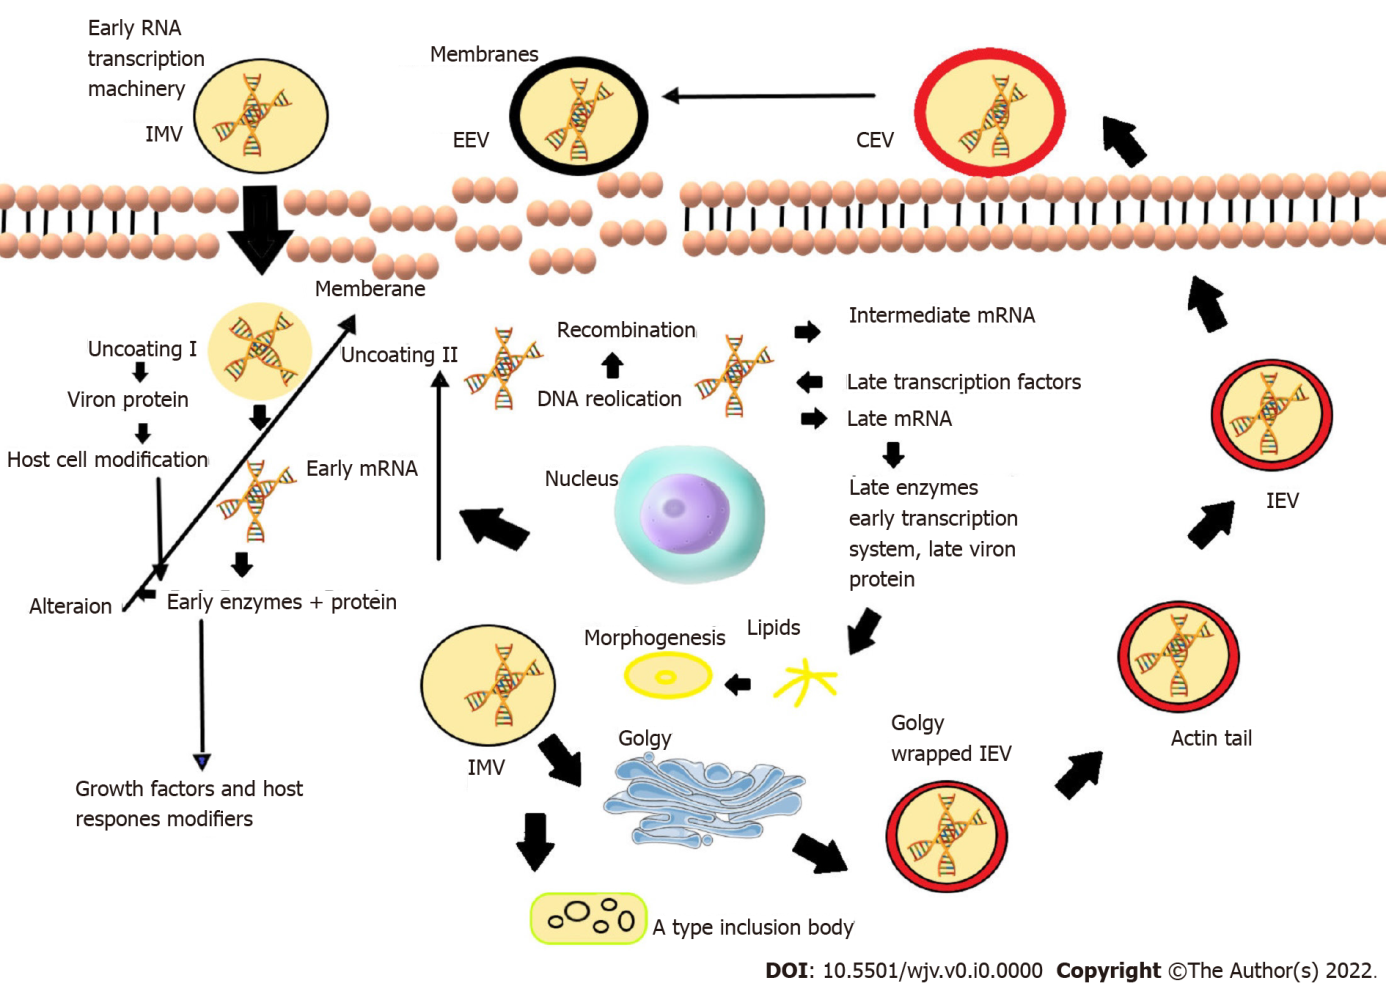 Early RNA
transcription
machinery
IMV
Membranes
EEV
CEV
Memberane
Uncoating I
Viron protein
Host cell modification
Alteraion
Early mRNA
Early enzymes + protein
Growth factors and host
respones modifiers
Uncoating II
Recombination
DNA reolication
Intermediate mRNA
Late transcription factors
Late mRNA
Late enzymes
early transcription
system, late viron
protein
Nucleus
Lipids
Morphogenesis
IMV
Golgy
A type inclusion body
Golgy
wrapped IEV
Actin tail
IEV
DOI: 10.5501/wjv.v0.i0.0000 Copyright ©The Author(s) 2022.